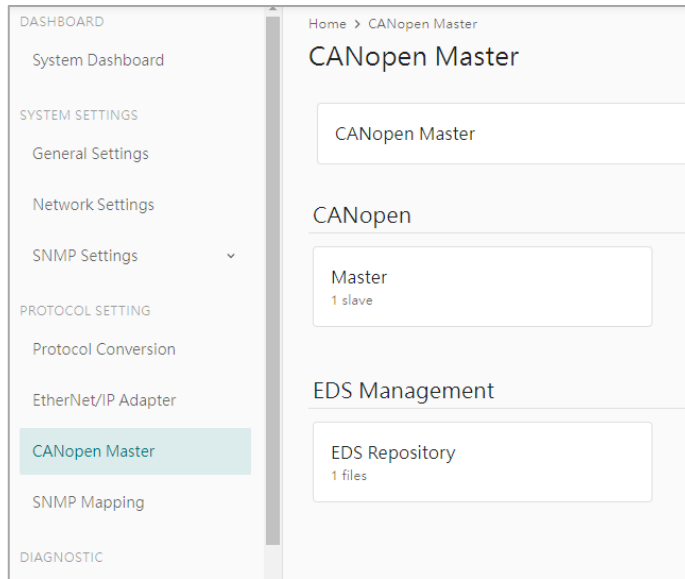 DASHBOARD
System Dashboard
SYSTEM SETTINGS
General Settings
Network Settings
SNMP Settings
PROTOCOL SETTING
Protocol Conversion
EtherNet/IP Adapter
CANopen Master
SNMP Mapping
DIAGNOSTIC
Home > CANopen Master
CANopen Master
CANopen Master
CANopen
Master
1 slave
EDS Management
EDS Repository
1 files